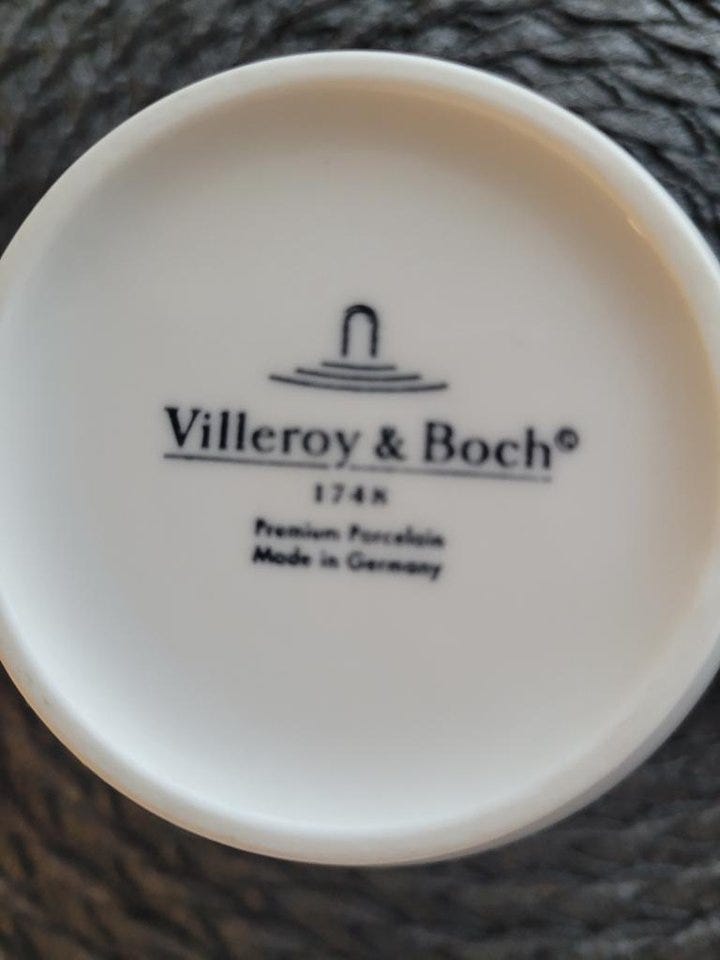 Villeroy & Boch©
1748
Premium Porcelain
Made in Germany